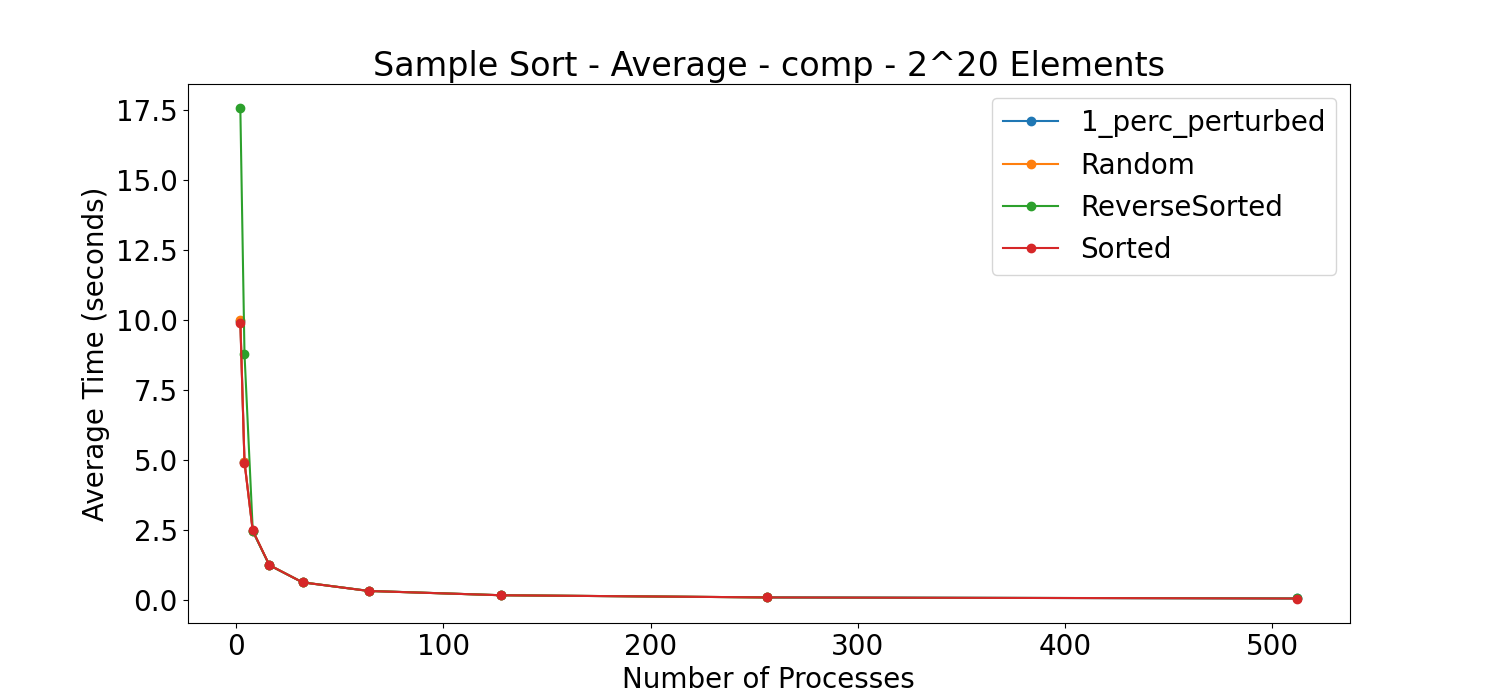 Sample Sort - Average - comp - 2^20 Elements
17.5
15.0
12.5
10.0
7.5
5.0
2.5
0.0
Average Time (seconds)
1_perc_perturbed
Random
ReverseSorted
Sorted
0 100 200 300 400 500
Number of Processes